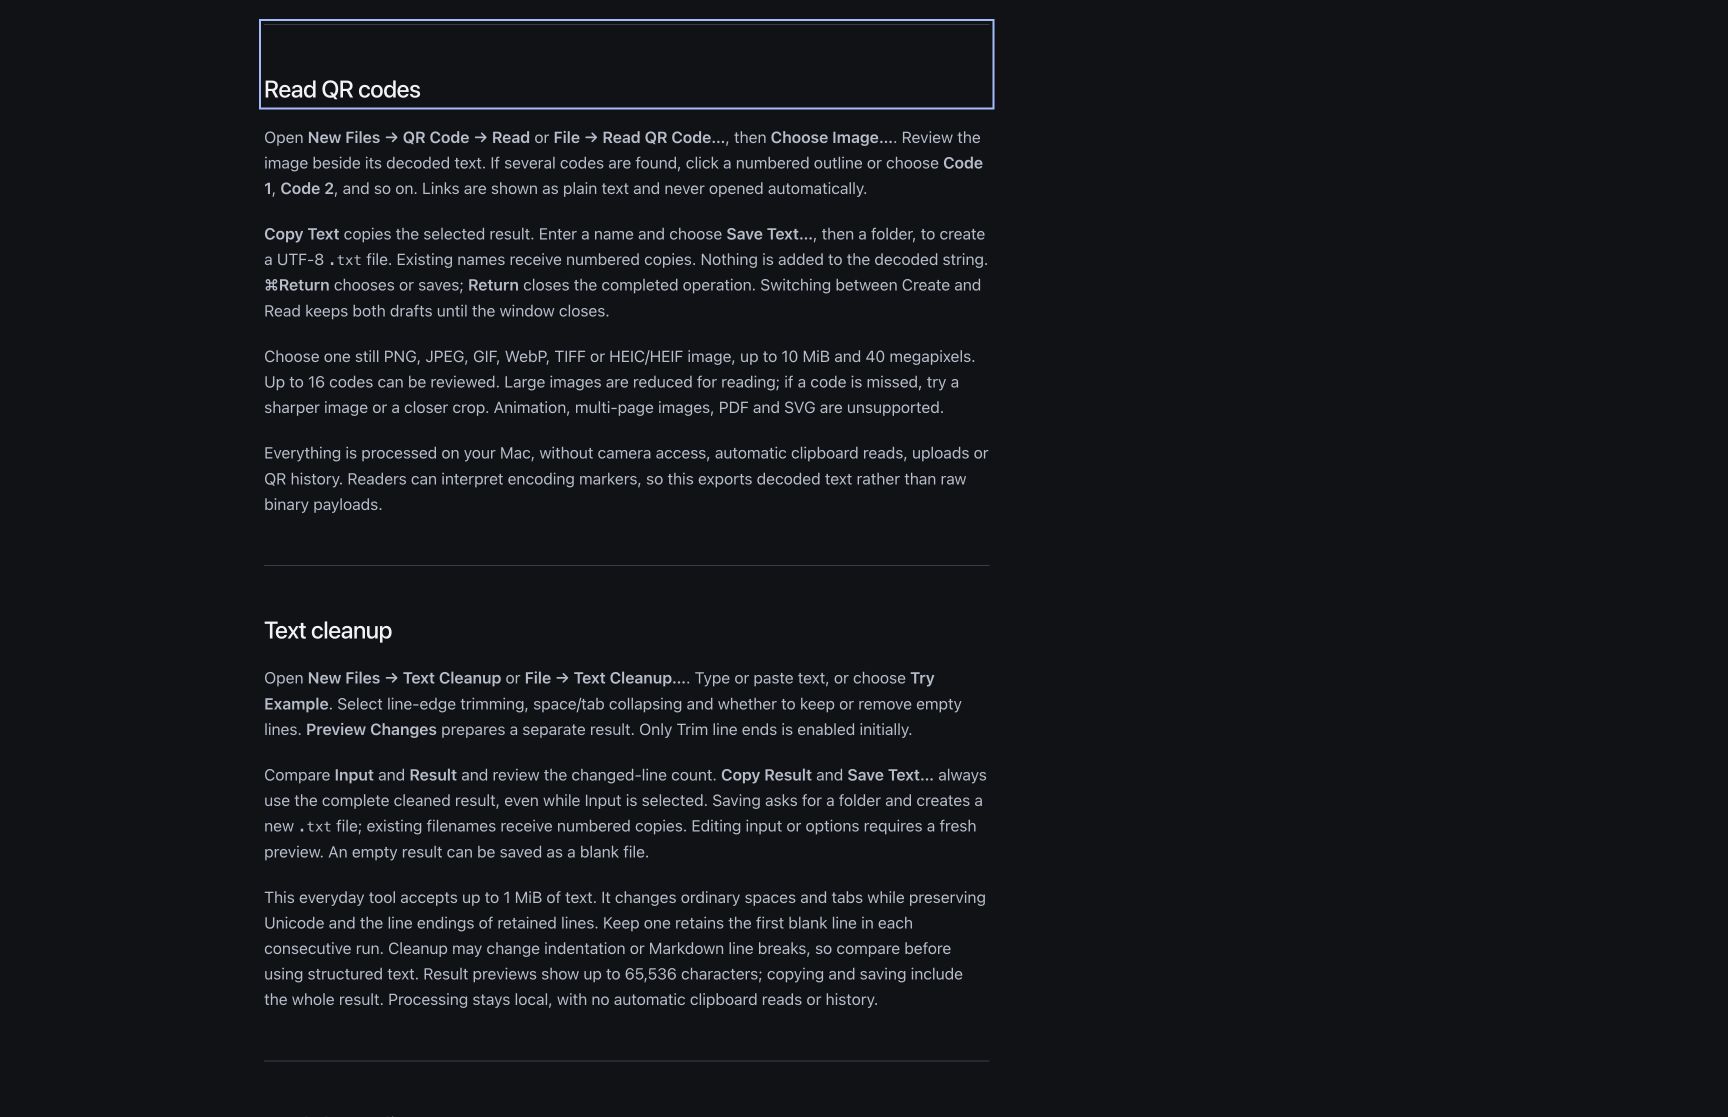 Read QR codes
Open New Files → QR Code → Read or File → Read QR Code…, then Choose Image…. Review the
image beside its decoded text. If several codes are found, click a numbered outline or choose Code
1, Code 2, and so on. Links are shown as plain text and never opened automatically.
Copy Text copies the selected result. Enter a name and choose Save Text…, then a folder, to create
a UTF-8 .txt file. Existing names receive numbered copies. Nothing is added to the decoded string.
⌘Return chooses or saves; Return closes the completed operation. Switching between Create and
Read keeps both drafts until the window closes.
Choose one still PNG, JPEG, GIF, WebP, TIFF or HEIC/HEIF image, up to 10 MiB and 40 megapixels.
Up to 16 codes can be reviewed. Large images are reduced for reading; if a code is missed, try a
sharper image or a closer crop. Animation, multi-page images, PDF and SVG are unsupported.
Everything is processed on your Mac, without camera access, automatic clipboard reads, uploads or
QR history. Readers can interpret encoding markers, so this exports decoded text rather than raw
binary payloads.
Text cleanup
Open New Files → Text Cleanup or File → Text Cleanup…. Type or paste text, or choose Try
Example. Select line-edge trimming, space/tab collapsing and whether to keep or remove empty
lines. Preview Changes prepares a separate result. Only Trim line ends is enabled initially.
Compare Input and Result and review the changed-line count. Copy Result and Save Text… always
use the complete cleaned result, even while Input is selected. Saving asks for a folder and creates a
new .txt file; existing filenames receive numbered copies. Editing input or options requires a fresh
preview. An empty result can be saved as a blank file.
This everyday tool accepts up to 1 MiB of text. It changes ordinary spaces and tabs while preserving
Unicode and the line endings of retained lines. Keep one retains the first blank line in each
consecutive run. Cleanup may change indentation or Markdown line breaks, so compare before
using structured text. Result previews show up to 65,536 characters; copying and saving include
the whole result. Processing stays local, with no automatic clipboard reads or history.